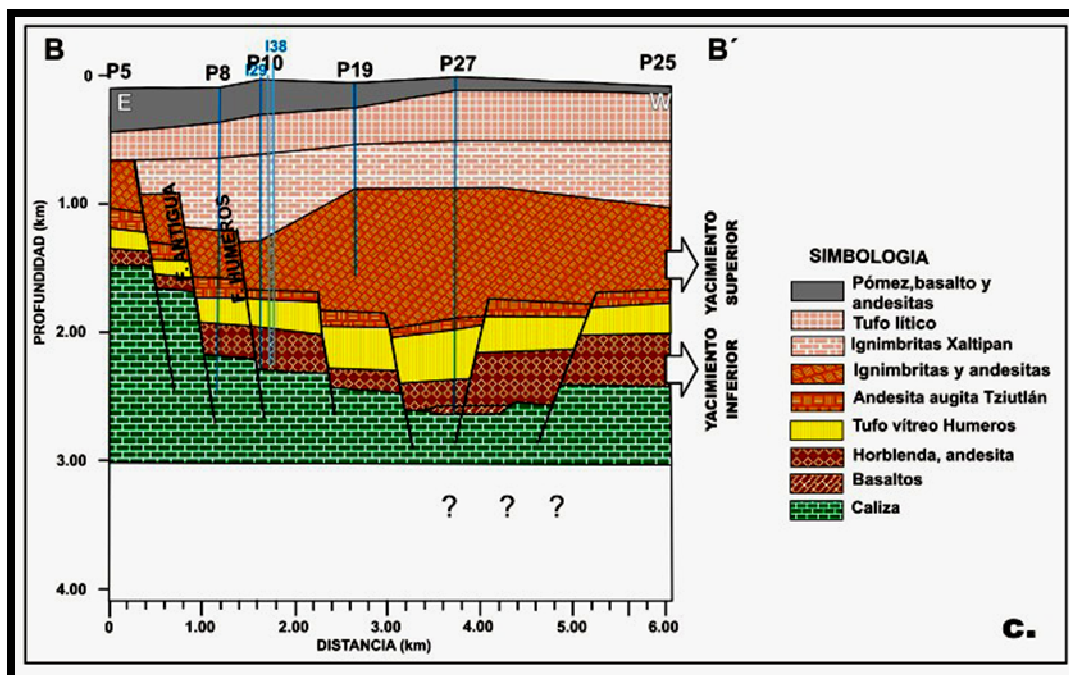 B
B´
I38
P5
P8
I29
P10
P19
P27
P25
E
W
0
1.00
2.00
3.00
4.00
PROFUNDIDAD (km)
F. ANTIGUA
F. HUMEROS
? ? ?
0 1.00 2.00 3.00 4.00 5.00 6.00
DISTANCIA (km)
YACIMIENTO
SUPERIOR
YACIMIENTO
INFERIOR
SIMBOLOGIA
Pómez,basalto y
andesitas
Tufo lítico
Ignimbritas Xaltipan
Ignimbritas y andesitas
Andesita augita Tziutlán
Tufo vítreo Humeros
Horblenda, andesita
Basaltos
Caliza
c.